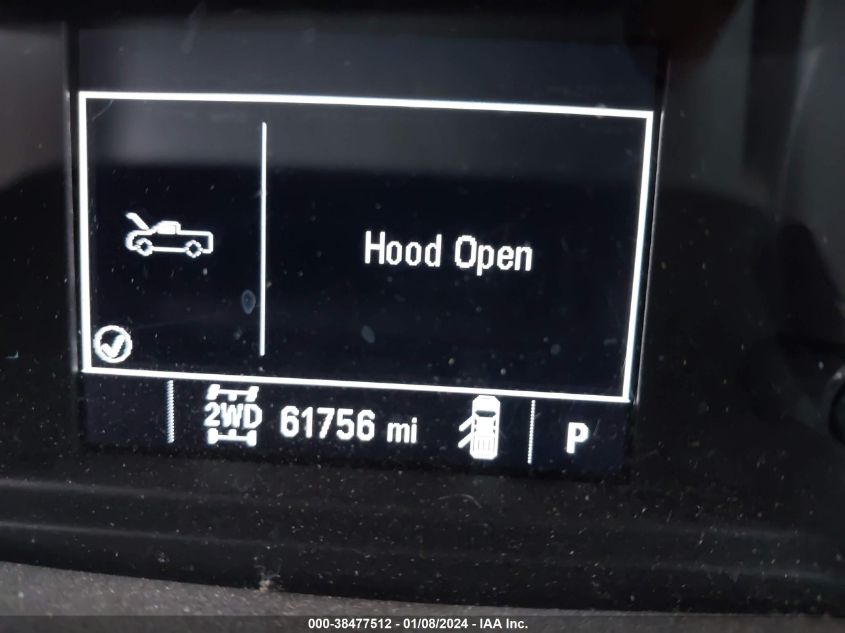 Hood Open
2WD 61756 mi P
000-38477512 - 01/08/2024 - IAA Inc.